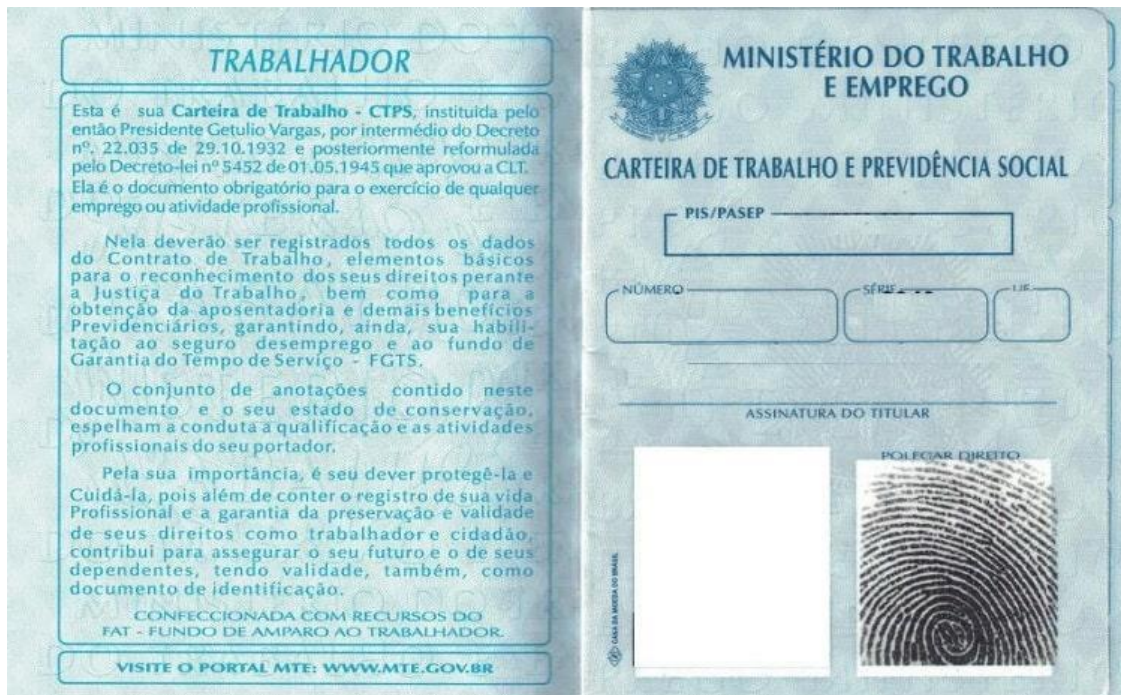 TRABALHADOR
Esta é sua Carteira de Trabalho - CTPS, instituída pelo
então Presidente Getulio Vargas, por intermédio do Decreto
nº. 22.035 de 29.10.1932 e posteriormente reformulada
pelo Decreto-lei nº 5452 de 01.05.1945 que aprovou a CLT.
Ela é o documento obrigatório para o exercício de qualquer
emprego ou atividade profissional.
Nela deverão ser registrados todos os dados
do Contrato de Trabalho, elementos básicos
para o reconhecimento dos seus direitos perante
a Justiça do Trabalho, bem como para a
obtenção da aposentadoria e demais benefícios
Previdenciários, garantindo, ainda, sua habili-
tação ao seguro desemprego e ao fundo de
Garantia do Tempo de Serviço - FGTS.
O conjunto de anotações contido neste
documento e o seu estado de conservação,
espelham a conduta a qualificação e as atividades
profissionais do seu portador.
Pela sua importância, é seu dever protegê-la e
Cuidá-la, pois além de conter o registro de sua vida
Profissional e a garantia da preservação e validade
de seus direitos como trabalhador e cidadão,
contribui para assegurar o seu futuro e o de seus
dependentes, tendo validade, também, como
documento de identificação.
CONFECCIONADA COM RECURSOS DO
FAT - FUNDO DE AMPARO AO TRABALHADOR.
VISITE O PORTAL MTE: WWW.MTE.GOV.BR
MINISTÉRIO DO TRABALHO
E EMPREGO
CARTEIRA DE TRABALHO E PREVIDÊNCIA SOCIAL
PIS/PASEP
NÚMERO SÉRIE UF
ASSINATURA DO TITULAR
POLEGAR DIREITO
CASA DA MOEDA DO BRASIL